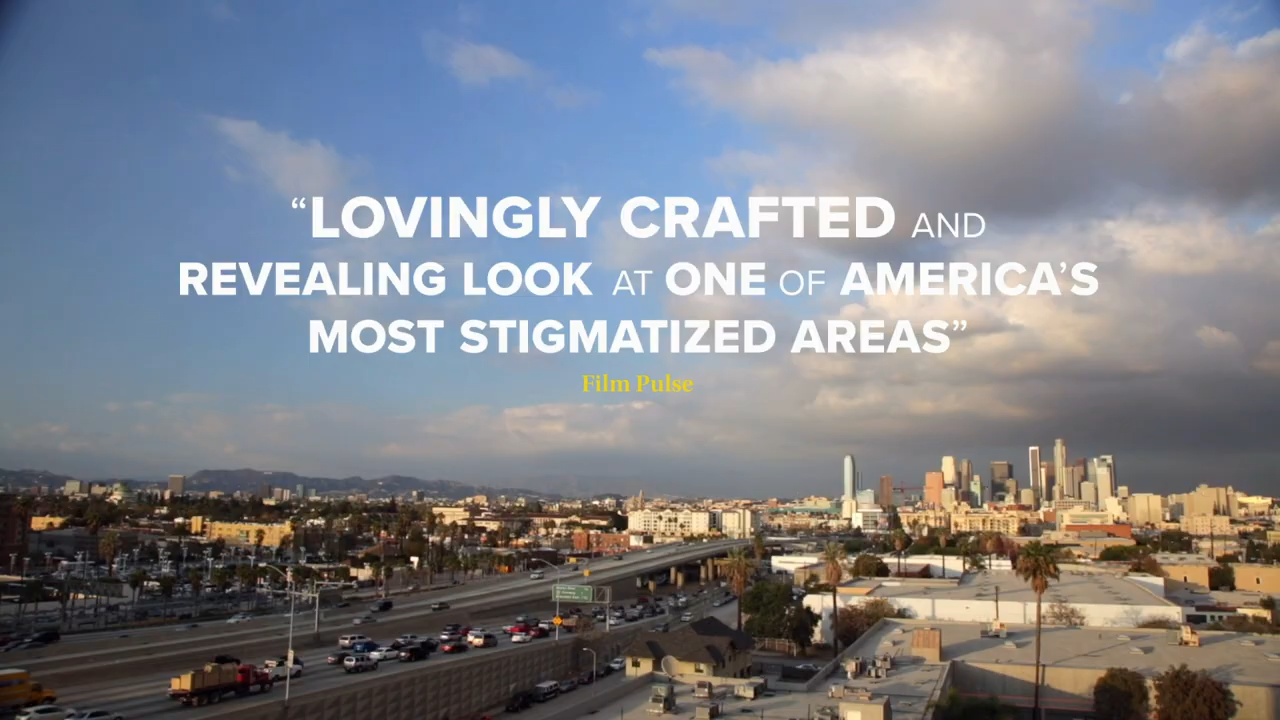 “LOVINGLY CRAFTED AND
REVEALING LOOK AT ONE OF AMERICA’S
MOST STIGMATIZED AREAS”
Film Pulse